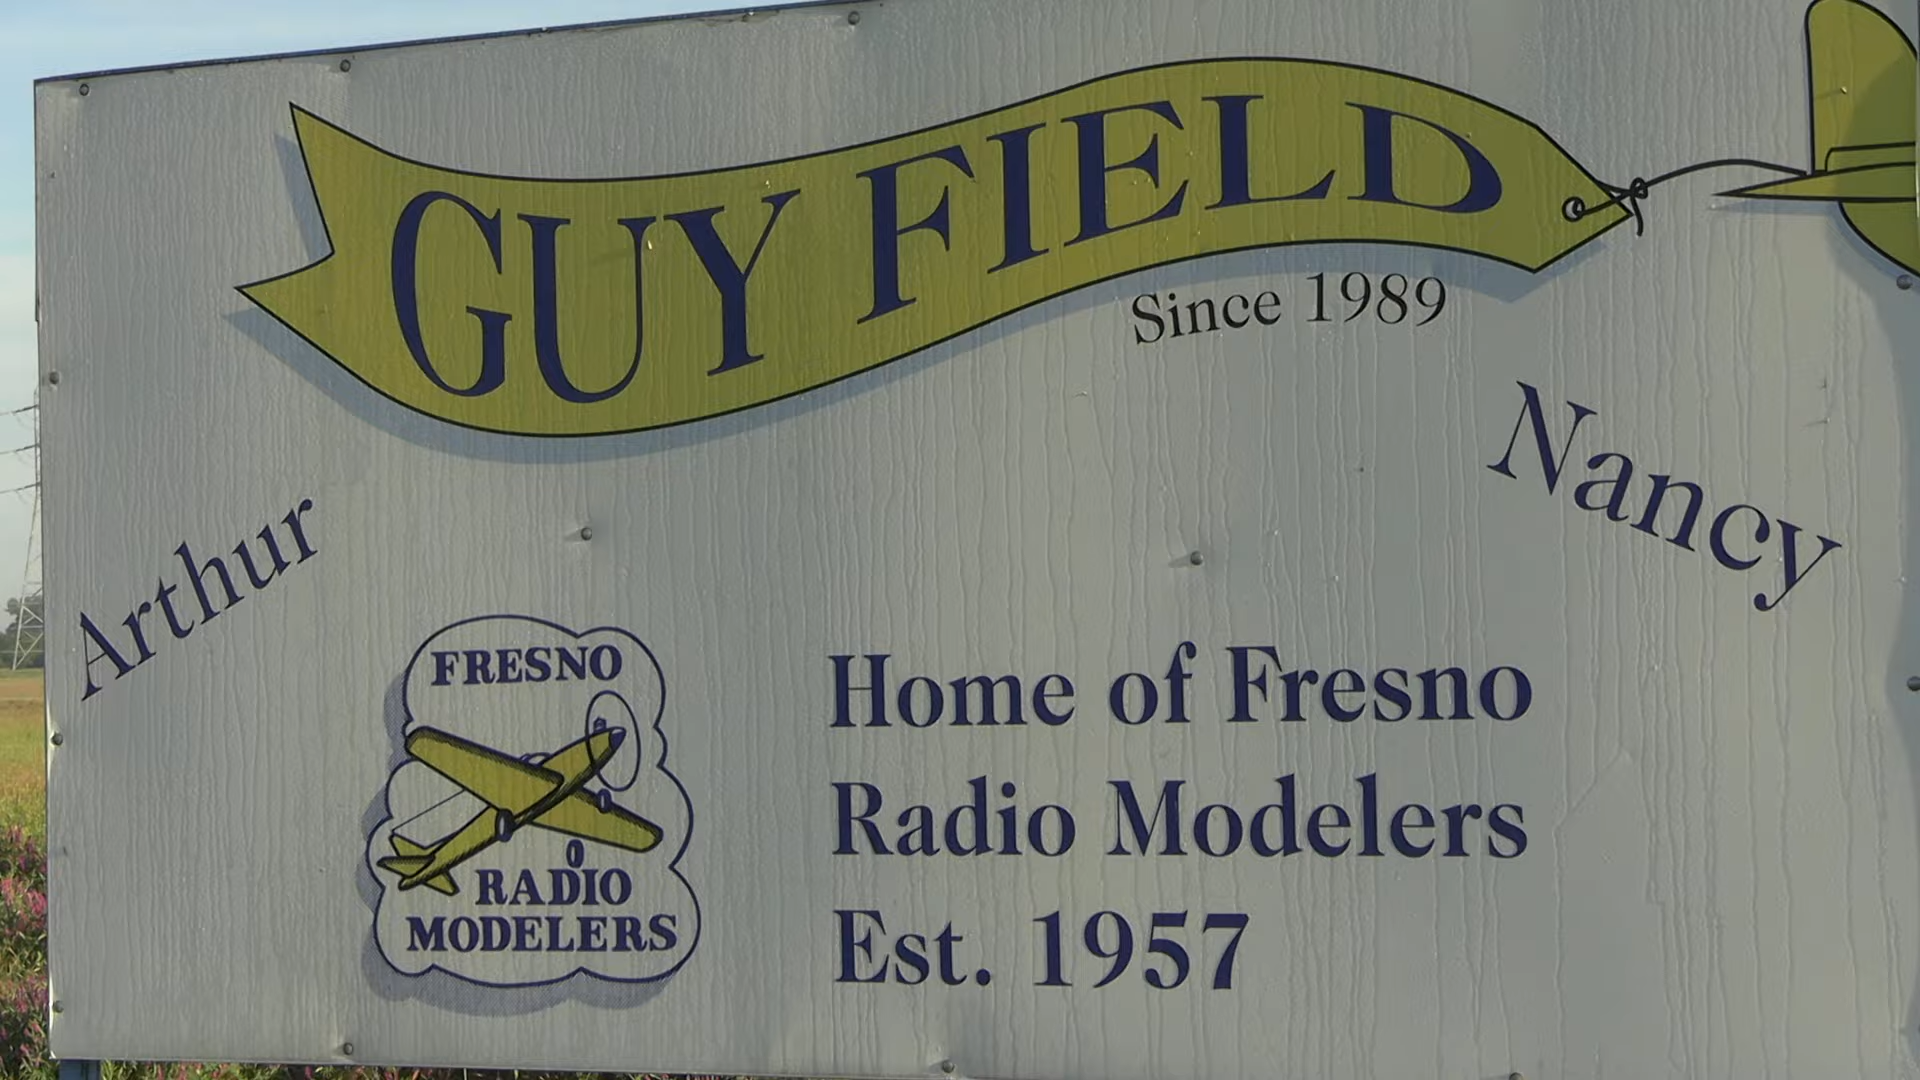 GUY FIELD
Since 1989
Arthur
Nancy
FRESNO
RADIO
MODELERS
Home of Fresno
Radio Modelers
Est. 1957